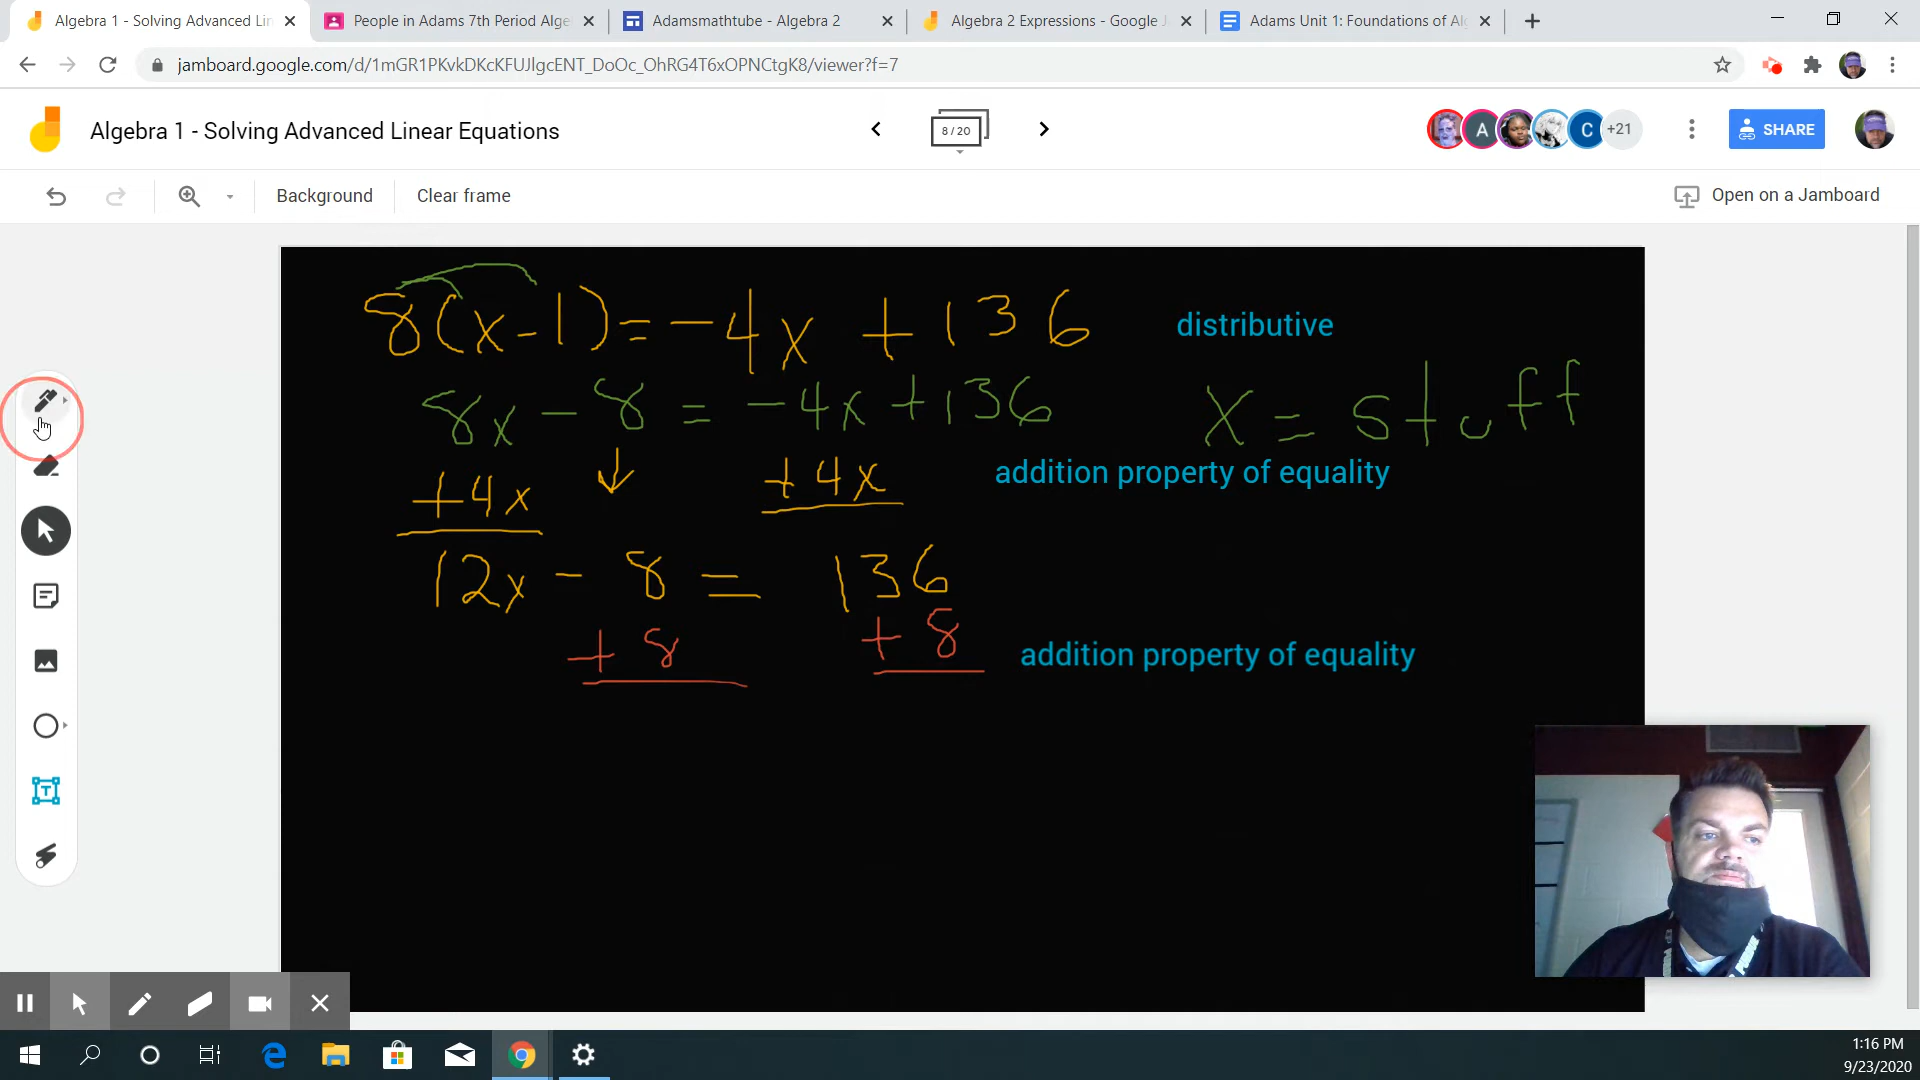 Algebra 1 - Solving Advanced Lin
People in Adams 7th Period Alge
Adamsmathtube - Algebra 2
Algebra 2 Expressions - Google J
Adams Unit 1: Foundations of Alg
jamboard.google.com/d/1mGR1PKvkDKcKFUJlgcENT_DoOc_OhRG4T6xOPNCtgK8/viewer?f=7
Algebra 1 - Solving Advanced Linear Equations
8 / 20
A
C
+21
SHARE
Background
Clear frame
Open on a Jamboard
8(x-1)=-4x+136 distributive
8x-8=-4x+136 x=stuff
+4x +4x addition property of equality
12x-8=136
+8 +8 addition property of equality
T
1:16 PM
9/23/2020